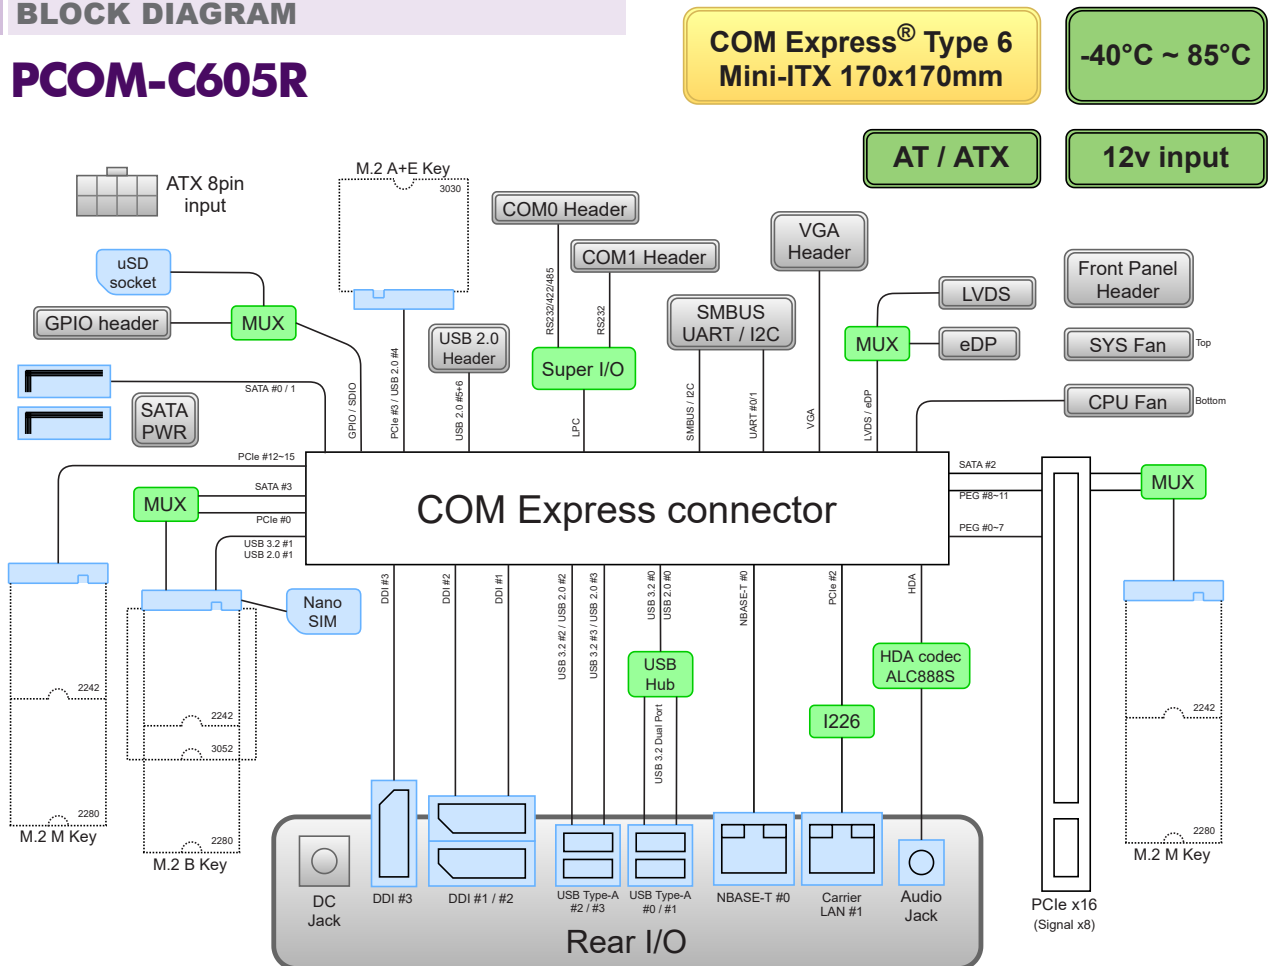 BLOCK DIAGRAM
PCOM-C605R
COM Express® Type 6
Mini-ITX 170x170mm
-40°C ~ 85°C
AT / ATX
12v input
ATX 8pin
input
M.2 A+E Key
3030
COM0 Header
COM1 Header
VGA
Header
uSD
socket
GPIO header
MUX
USB 2.0
Header
RS232/422/485
RS232
Super I/O
SMBUS
UART / I2C
LVDS
MUX
eDP
Front Panel
Header
SYS Fan
Top
CPU Fan
Bottom
SATA
PWR
SATA #0 / 1
GPIO / SDIO
PCIe #3 / USB 2.0 #4
USB 2.0 #5+6
LPC
SMBUS / I2C
UART #0/1
VGA
LVDS / eDP
PCIe #12~15
SATA #3
MUX
PCIe #0
USB 3.2 #1
USB 2.0 #1
COM Express connector
SATA #2
PEG #8~11
PEG #0~7
MUX
Nano
SIM
DDI #3
DDI #2
DDI #1
USB 3.2 #2 / USB 2.0 #2
USB 3.2 #3 / USB 2.0 #3
USB 3.2 #0
USB 2.0 #0
NBASE-T #0
PCIe #2
HDA
USB
Hub
USB 3.2 Dual Port
HDA codec
ALC888S
I226
2242
2280
M.2 M Key
2242
3052
2280
M.2 B Key
2242
2280
M.2 M Key
DC
Jack
DDI #3
DDI #1 / #2
USB Type-A
#2 / #3
USB Type-A
#0 / #1
NBASE-T #0
Carrier
LAN #1
Audio
Jack
PCIe x16
(Signal x8)
Rear I/O